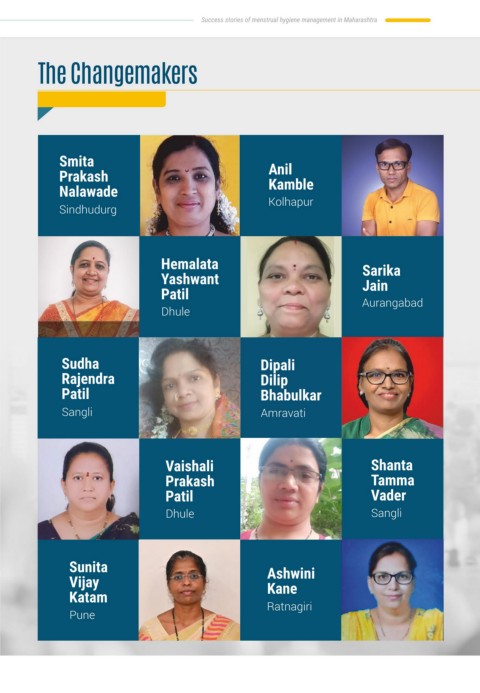 Success stories of menstrual hygiene management in Maharashtra
The Changemakers
Smita
Prakash
Nalawade
Sindhudurg
Anil
Kamble
Kolhapur
Hemalata
Yashwant
Patil
Dhule
Sarika
Jain
Aurangabad
Sudha
Rajendra
Patil
Sangli
Dipali
Dilip
Bhabulkar
Amravati
Vaishali
Prakash
Patil
Dhule
Shanta
Tamma
Vader
Sangli
Sunita
Vijay
Katam
Pune
Ashwini
Kane
Ratnagiri